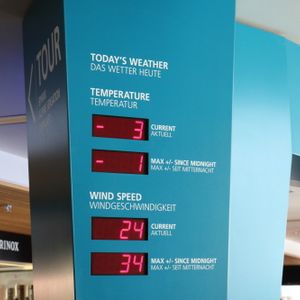 TOUR
TODAY'S WEATHER
DAS WETTER HEUTE
TEMPERATURE
TEMPERATUR
- 3 CURRENT
AKTUELL
- 1 MAX +/- SINCE MIDNIGHT
MAX +/- SEIT MITTERNACHT
WIND SPEED
WINDGESCHWINDIGKEIT
24 CURRENT
AKTUELL
34 MAX +/- SINCE MIDNIGHT
MAX +/- SEIT MITTERNACHT
RINOX